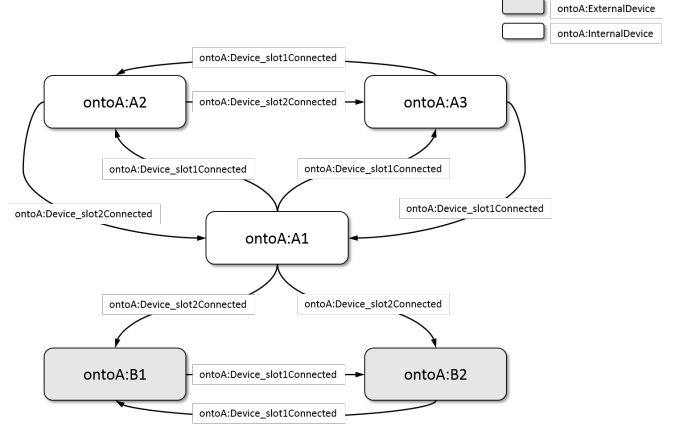 ontoA:ExternalDevice
ontoA:InternalDevice
ontoA:Device_slot1Connected
ontoA:A2
ontoA:Device_slot2Connected
ontoA:A3
ontoA:Device_slot1Connected
ontoA:Device_slot1Connected
ontoA:Device_slot2Connected
ontoA:Device_slot1Connected
ontoA:A1
ontoA:Device_slot2Connected
ontoA:Device_slot2Connected
ontoA:B1
ontoA:Device_slot1Connected
ontoA:B2
ontoA:Device_slot1Connected